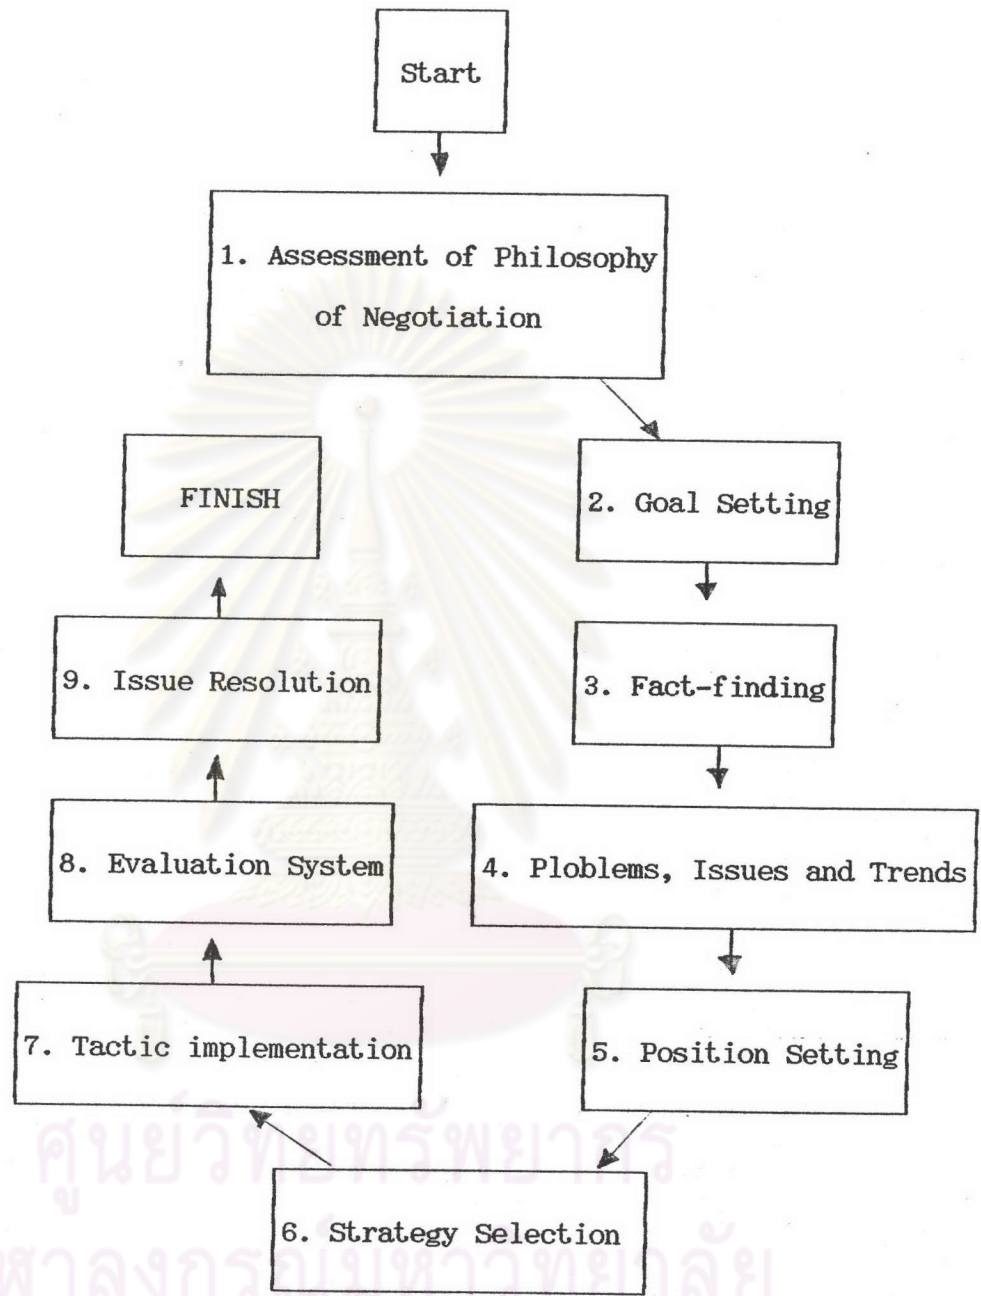 Start
1. Assessment of Philosophy
of Negotiation
2. Goal Setting
3. Fact-finding
4. Ploblems, Issues and Trends
5. Position Setting
6. Strategy Selection
7. Tactic implementation
8. Evaluation System
9. Issue Resolution
FINISH
ศูนย์วิทยทรัพยากร
จุฬาลงกรณ์มหาวิทยาลัย